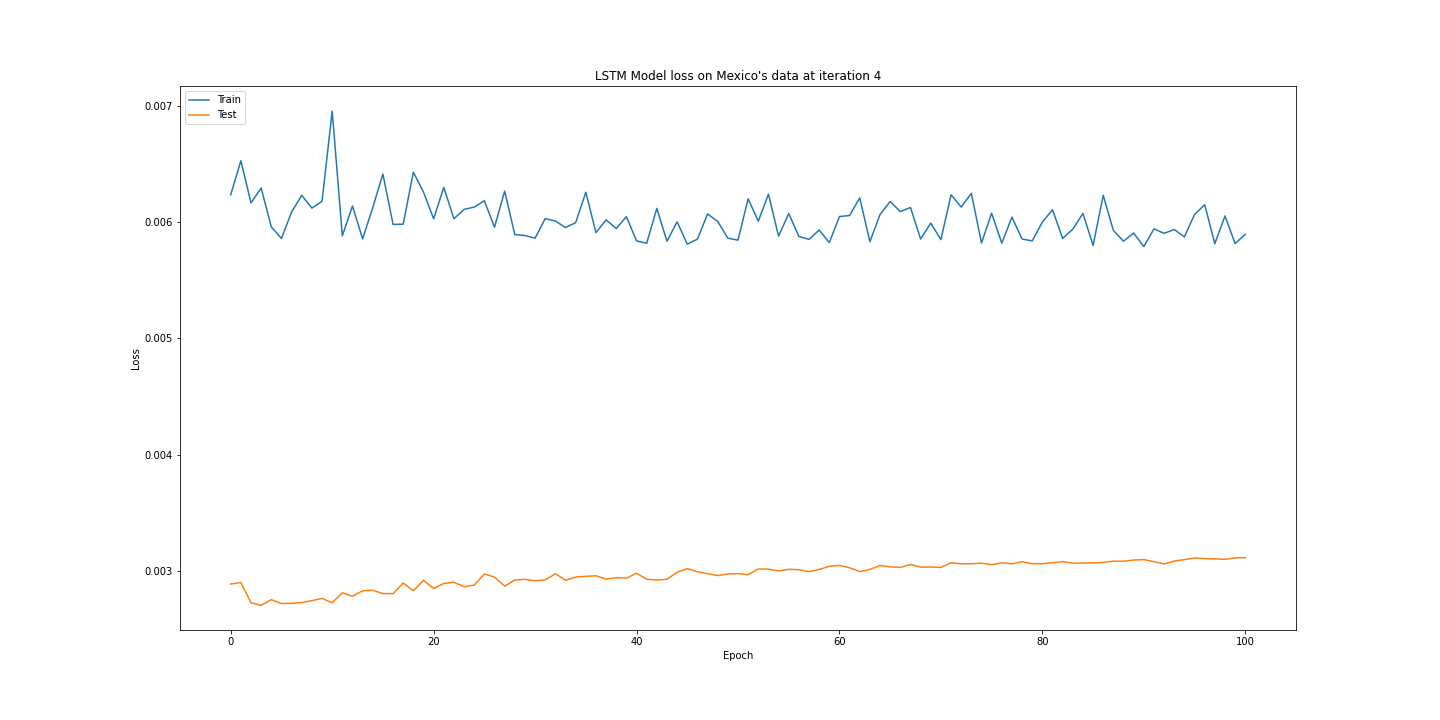 LSTM Model loss on Mexico's data at iteration 4
Train
Test
0.007
0.006
0.005
0.004
0.003
Loss
0 20 40 60 80 100
Epoch